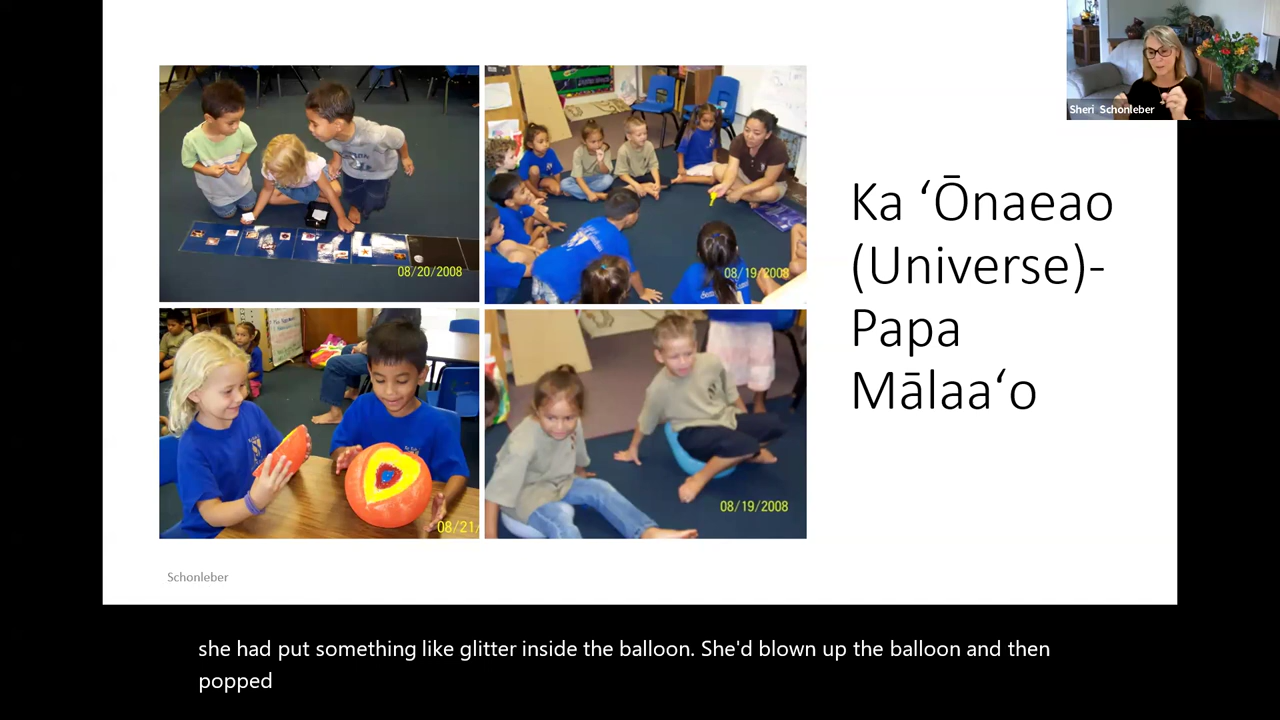 Sheri Schonleber
08/20/2008
08/19/2008
08/21/
08/19/2008
Ka ʻŌnaeao
(Universe)-
Papa
Mālaaʻo
Schonleber
she had put something like glitter inside the balloon. She'd blown up the balloon and then
popped